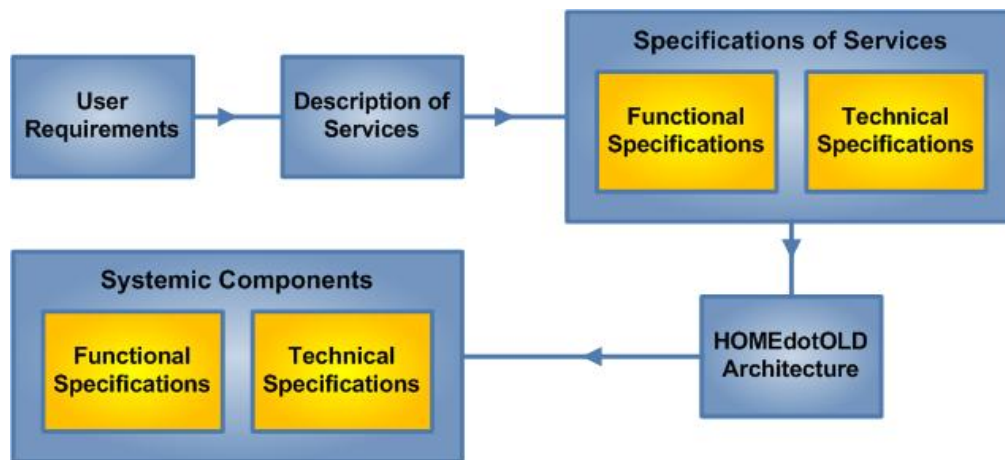 User
Requirements
Description of
Services
Specifications of Services
Functional
Specifications
Technical
Specifications
HOMEdotOLD
Architecture
Systemic Components
Functional
Specifications
Technical
Specifications